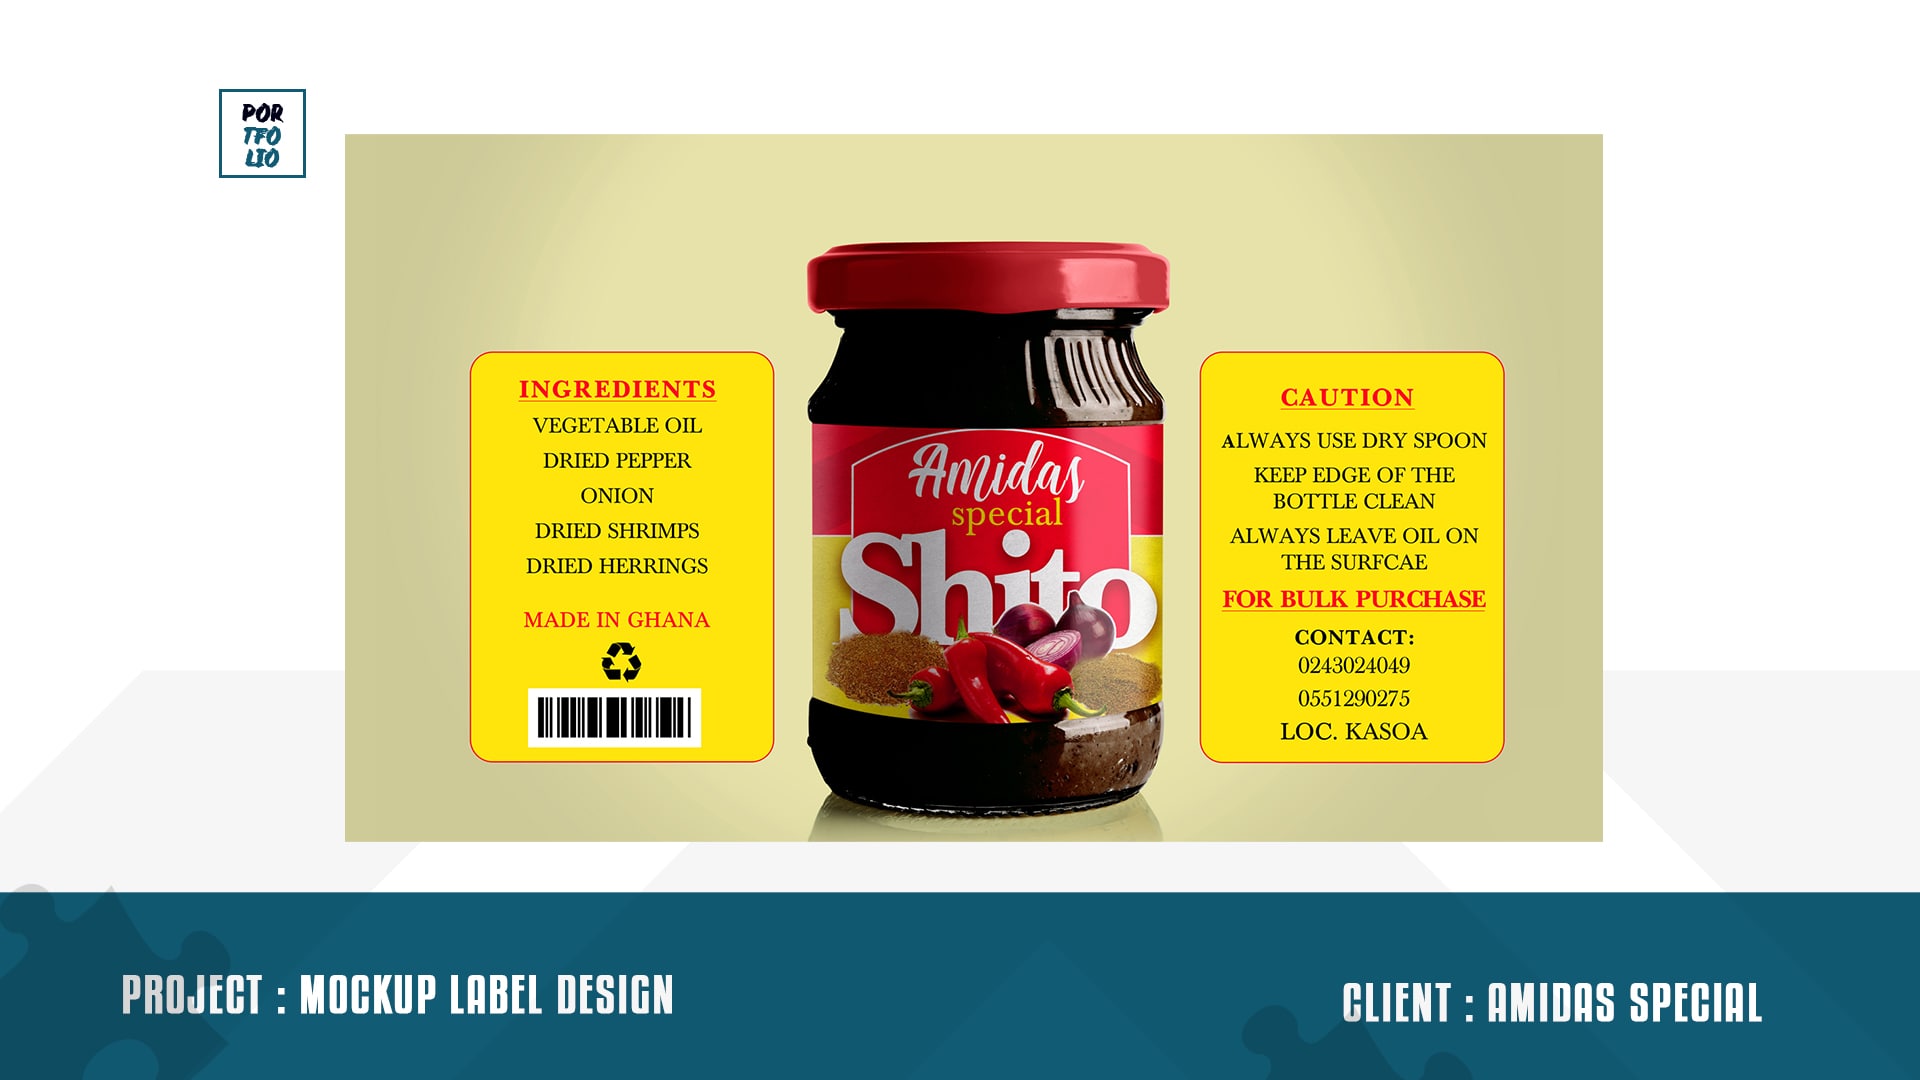 POR
TFO
LIO
INGREDIENTS
VEGETABLE OIL
DRIED PEPPER
ONION
DRIED SHRIMPS
DRIED HERRINGS
MADE IN GHANA
Amidas
special
Shito
CAUTION
ALWAYS USE DRY SPOON
KEEP EDGE OF THE
BOTTLE CLEAN
ALWAYS LEAVE OIL ON
THE SURFCAE
FOR BULK PURCHASE
CONTACT:
0243024049
0551290275
LOC. KASOA
PROJECT : MOCKUP LABEL DESIGN
CLIENT : AMIDAS SPECIAL